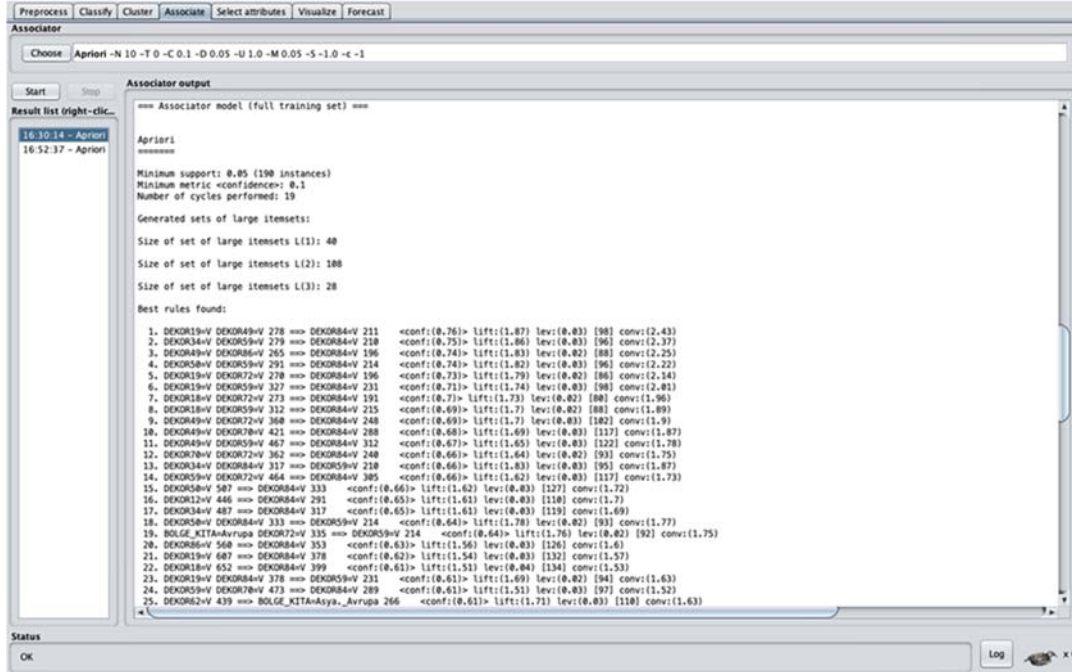 Preprocess Classify Cluster Associate Select attributes Visualize Forecast
Associator
Choose Apriori -N 10 -T 0 -C 0.1 -D 0.05 -U 1.0 -M 0.05 -S -1.0 -c -1
Start Stop
Result list (right-clic...
16:30:14 - Apriori
16:52:37 - Apriori
Associator output
=== Associator model (full training set) ===
Apriori
=======
Minimum support: 0.05 (190 instances)
Minimum metric <confidence>: 0.1
Number of cycles performed: 19
Generated sets of large itemsets:
Size of set of large itemsets L(1): 40
Size of set of large itemsets L(2): 108
Size of set of large itemsets L(3): 28
Best rules found:
1. DEKOR19=V DEKOR49=V 278 ==> DEKOR84=V 211 <conf:(0.76)> lift:(1.87) lev:(0.03) [98] conv:(2.43)
2. DEKOR34=V DEKOR59=V 279 ==> DEKOR84=V 210 <conf:(0.75)> lift:(1.86) lev:(0.03) [96] conv:(2.37)
3. DEKOR49=V DEKOR86=V 265 ==> DEKOR84=V 196 <conf:(0.74)> lift:(1.83) lev:(0.02) [88] conv:(2.25)
4. DEKOR50=V DEKOR59=V 291 ==> DEKOR84=V 214 <conf:(0.74)> lift:(1.82) lev:(0.03) [96] conv:(2.22)
5. DEKOR19=V DEKOR72=V 270 ==> DEKOR84=V 196 <conf:(0.73)> lift:(1.79) lev:(0.02) [86] conv:(2.14)
6. DEKOR19=V DEKOR59=V 327 ==> DEKOR84=V 231 <conf:(0.71)> lift:(1.74) lev:(0.03) [98] conv:(2.01)
7. DEKOR18=V DEKOR72=V 273 ==> DEKOR84=V 191 <conf:(0.7)> lift:(1.73) lev:(0.02) [80] conv:(1.96)
8. DEKOR18=V DEKOR59=V 312 ==> DEKOR84=V 215 <conf:(0.69)> lift:(1.7) lev:(0.02) [88] conv:(1.89)
9. DEKOR49=V DEKOR72=V 360 ==> DEKOR84=V 248 <conf:(0.69)> lift:(1.7) lev:(0.03) [102] conv:(1.9)
10. DEKOR49=V DEKOR70=V 421 ==> DEKOR84=V 288 <conf:(0.68)> lift:(1.69) lev:(0.03) [117] conv:(1.87)
11. DEKOR49=V DEKOR59=V 467 ==> DEKOR84=V 312 <conf:(0.67)> lift:(1.65) lev:(0.03) [122] conv:(1.78)
12. DEKOR70=V DEKOR72=V 362 ==> DEKOR84=V 240 <conf:(0.66)> lift:(1.64) lev:(0.02) [93] conv:(1.75)
13. DEKOR34=V DEKOR84=V 317 ==> DEKOR59=V 210 <conf:(0.66)> lift:(1.83) lev:(0.03) [95] conv:(1.87)
14. DEKOR59=V DEKOR72=V 464 ==> DEKOR84=V 305 <conf:(0.66)> lift:(1.62) lev:(0.03) [117] conv:(1.73)
15. DEKOR50=V 507 ==> DEKOR84=V 333 <conf:(0.66)> lift:(1.62) lev:(0.03) [127] conv:(1.72)
16. DEKOR12=V 446 ==> DEKOR84=V 291 <conf:(0.65)> lift:(1.61) lev:(0.03) [110] conv:(1.7)
17. DEKOR34=V 487 ==> DEKOR84=V 317 <conf:(0.65)> lift:(1.61) lev:(0.03) [119] conv:(1.69)
18. DEKOR50=V DEKOR84=V 333 ==> DEKOR59=V 214 <conf:(0.64)> lift:(1.78) lev:(0.02) [93] conv:(1.77)
19. BOLGE_KITA=Avrupa DEKOR72=V 335 ==> DEKOR59=V 214 <conf:(0.64)> lift:(1.76) lev:(0.02) [92] conv:(1.75)
20. DEKOR86=V 560 ==> DEKOR84=V 353 <conf:(0.63)> lift:(1.56) lev:(0.03) [126] conv:(1.6)
21. DEKOR19=V 607 ==> DEKOR84=V 378 <conf:(0.62)> lift:(1.54) lev:(0.03) [132] conv:(1.57)
22. DEKOR18=V 652 ==> DEKOR84=V 399 <conf:(0.61)> lift:(1.51) lev:(0.04) [134] conv:(1.53)
23. DEKOR19=V DEKOR84=V 378 ==> DEKOR59=V 231 <conf:(0.61)> lift:(1.69) lev:(0.02) [94] conv:(1.63)
24. DEKOR59=V DEKOR70=V 473 ==> DEKOR84=V 289 <conf:(0.61)> lift:(1.51) lev:(0.03) [97] conv:(1.52)
25. DEKOR62=V 439 ==> BOLGE_KITA=Asya._Avrupa 266 <conf:(0.61)> lift:(1.71) lev:(0.03) [110] conv:(1.63)
Status
OK
Log